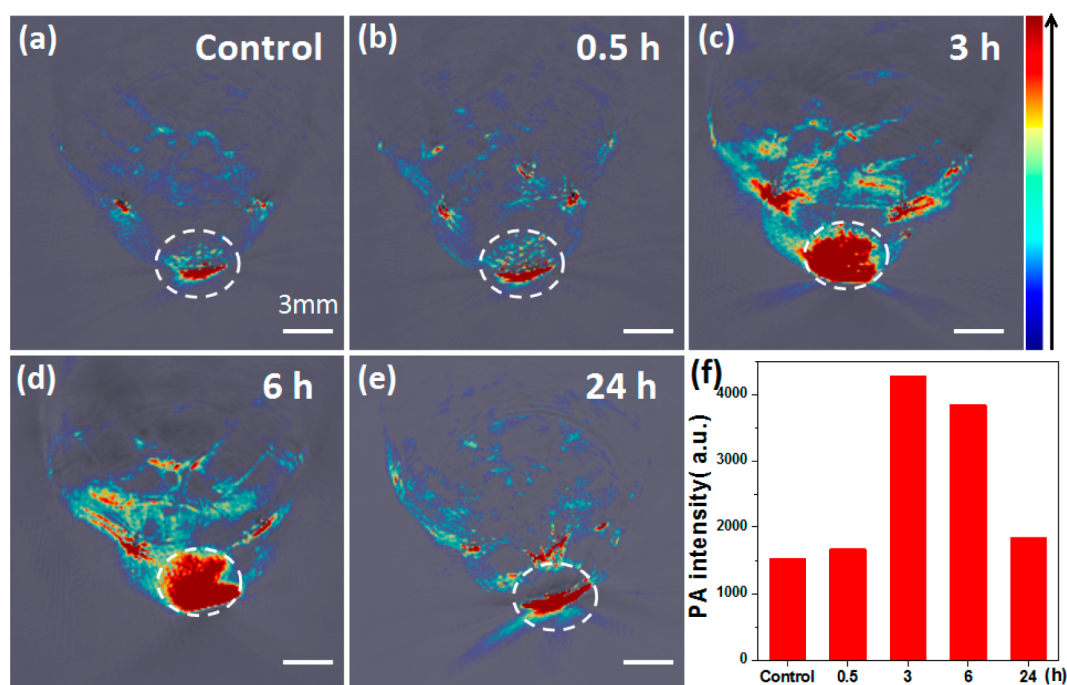 (a) Control
(b) 0.5 h
(c) 3 h
3mm
(d) 6 h
(e) 24 h
(f)
PA intensity( a.u.)
4000
3000
2000
1000
0
Control 0.5 3 6 24 (h)